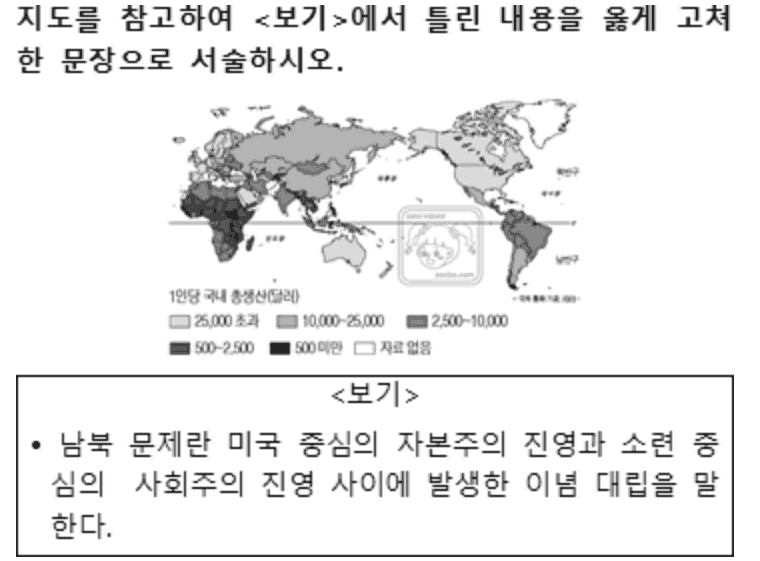 지도를 참고하여 <보기>에서 틀린 내용을 옳게 고쳐
한 문장으로 서술하시오.
북반구
남반구
1인당 국내 총생산(달러)
25,000 초과 10,000~25,000 2,500~10,000
500~2,500 500 미만 자료 없음
<보기>
• 남북 문제란 미국 중심의 자본주의 진영과 소련 중
심의 사회주의 진영 사이에 발생한 이념 대립을 말
한다.